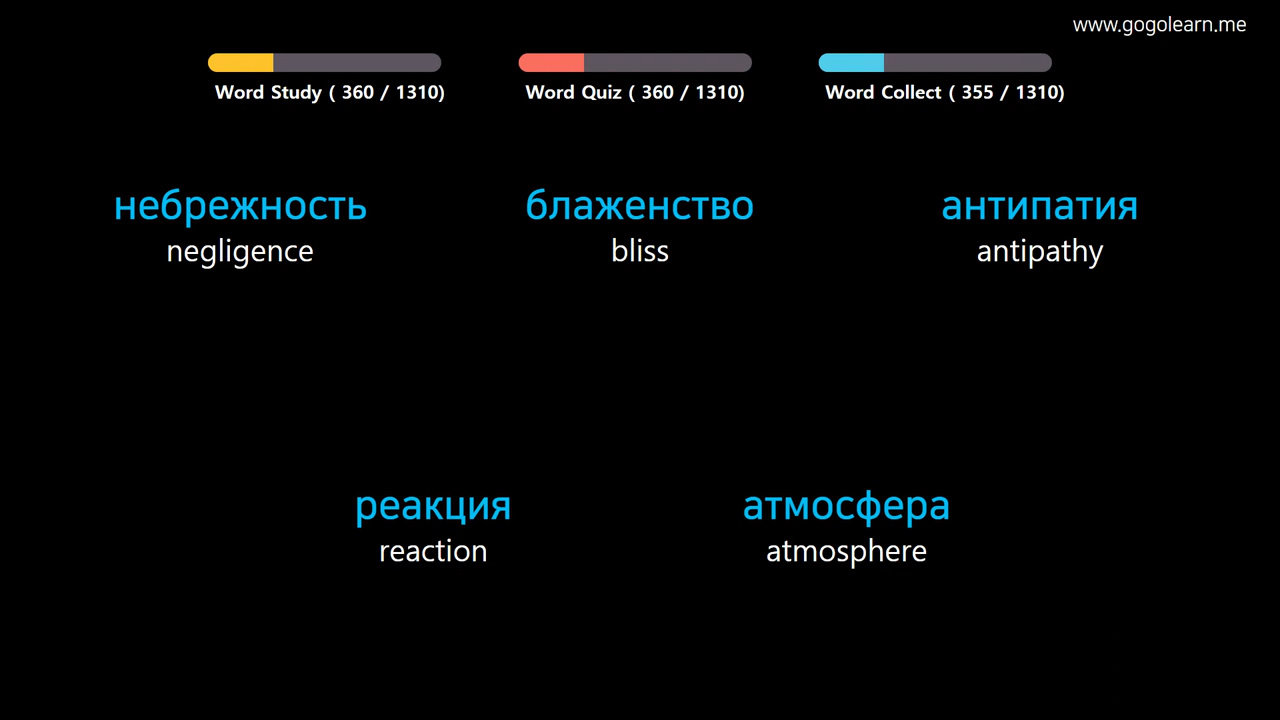 www.gogolearn.me
Word Study ( 360 / 1310)
Word Quiz ( 360 / 1310)
Word Collect ( 355 / 1310)
небрежность
negligence
блаженство
bliss
антипатия
antipathy
реакция
reaction
атмосфера
atmosphere